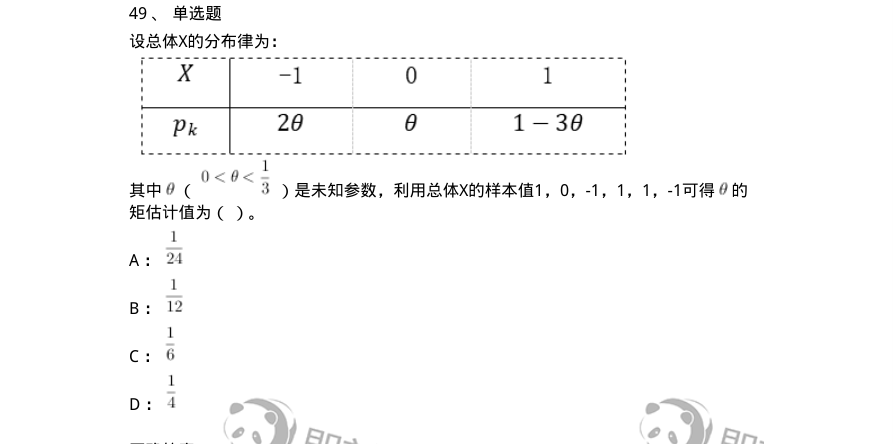 49 、 单选题
设总体X的分布律为：
X −1 0 1
pk 2θ θ 1 − 3θ
其中 θ （ 0 < θ < 1/3 ）是未知参数，利用总体X的样本值1，0，-1，1，1，-1可得 θ 的
矩估计值为（ ）。
A ： 1/24
B ： 1/12
C ： 1/6
D ： 1/4